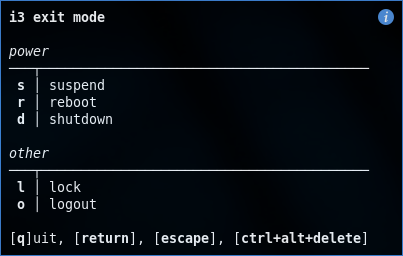 i3 exit mode
power
s | suspend
r | reboot
d | shutdown
other
l | lock
o | logout
[q]uit, [return], [escape], [ctrl+alt+delete]